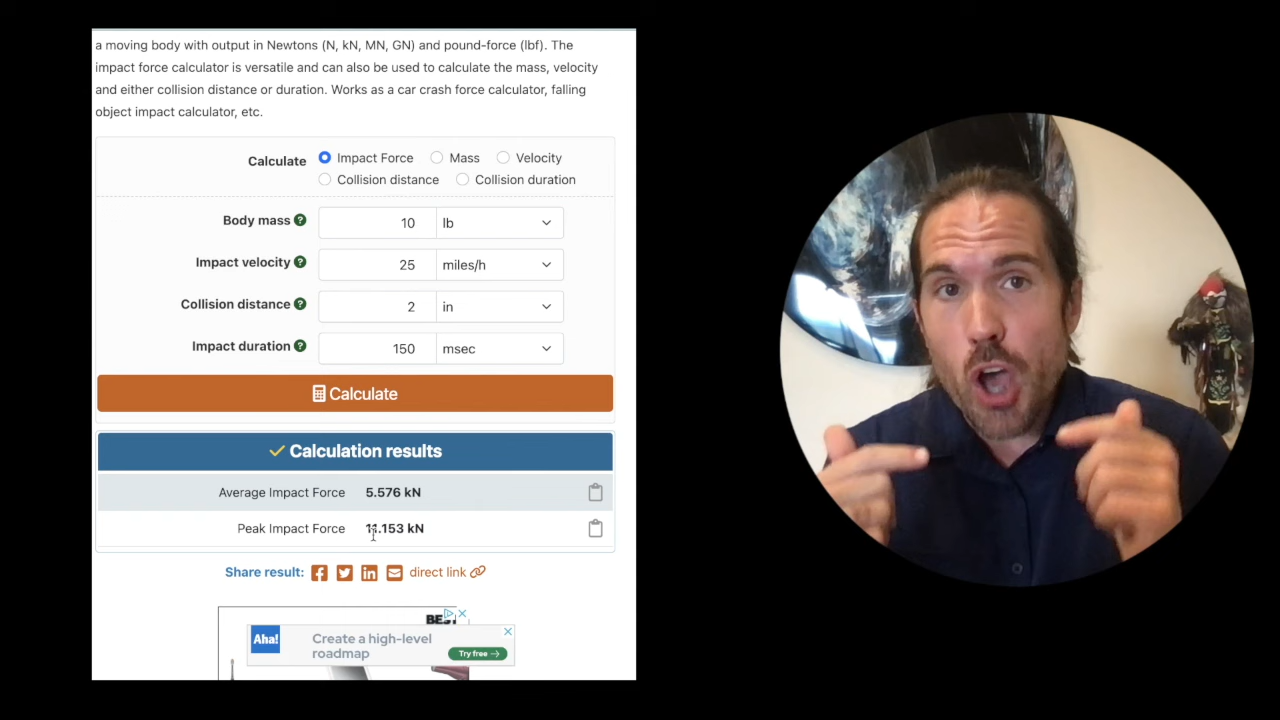 a moving body with output in Newtons (N, kN, MN, GN) and pound-force (lbf). The
impact force calculator is versatile and can also be used to calculate the mass, velocity
and either collision distance or duration. Works as a car crash force calculator, falling
object impact calculator, etc.
Calculate Impact Force Mass Velocity
Collision distance Collision duration
Body mass ? 10 lb
Impact velocity ? 25 miles/h
Collision distance ? 2 in
Impact duration ? 150 msec
Calculate
Calculation results
Average Impact Force 5.576 kN
Peak Impact Force 11.153 kN
Share result: direct link
Aha! Create a high-level
roadmap
Try free →